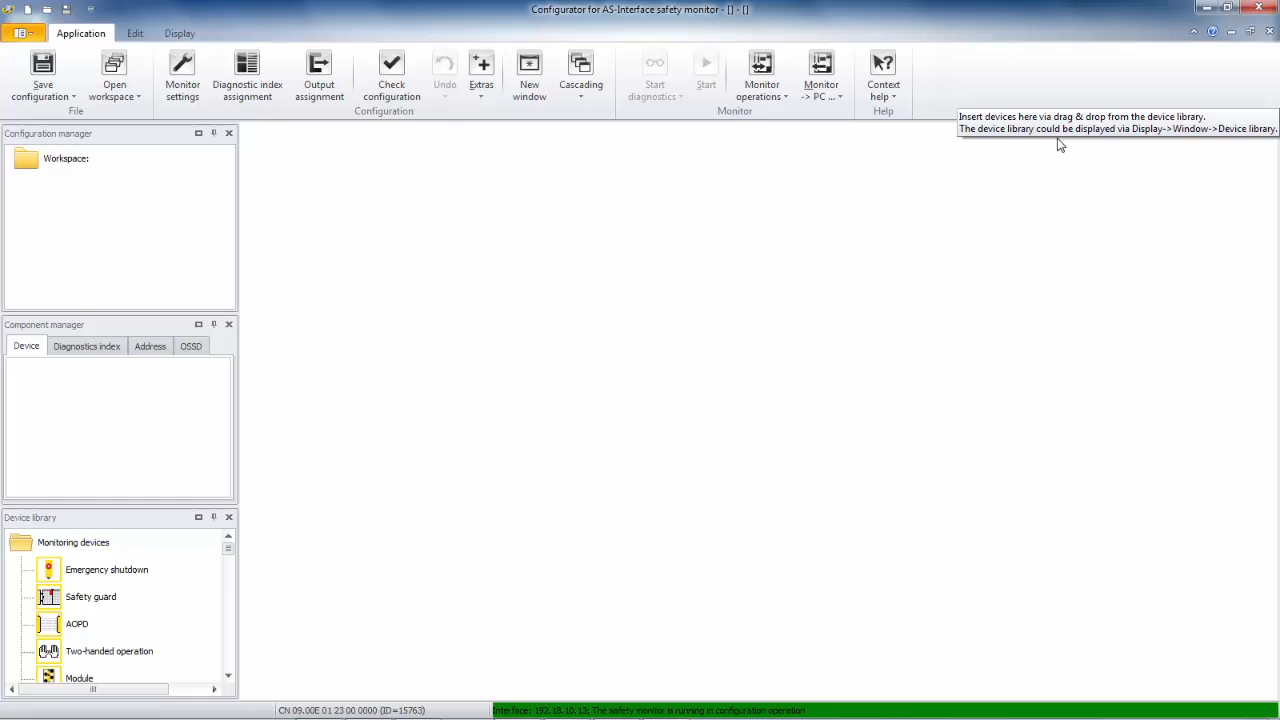 Configurator for AS-Interface safety monitor - [] - []
Application
Edit
Display
Save configuration
Open workspace
Monitor settings
Diagnostic index assignment
Output assignment
Check configuration
Undo
Extras
New window
Cascading
Start diagnostics
Start
Monitor operations
Monitor -> PC ...
Context help
File
Configuration
Monitor
Help
Insert devices here via drag & drop from the device library.
The device library could be displayed via Display->Window->Device library.
Configuration manager
Workspace:
Component manager
Device
Diagnostics index
Address
OSSD
Device library
Monitoring devices
Emergency shutdown
Safety guard
AOPD
Two-handed operation
Module
CN 09.00E 01 23 00 0000 (ID=15763)
Interface: 192.18.10.13; The safety monitor is running in configuration operation